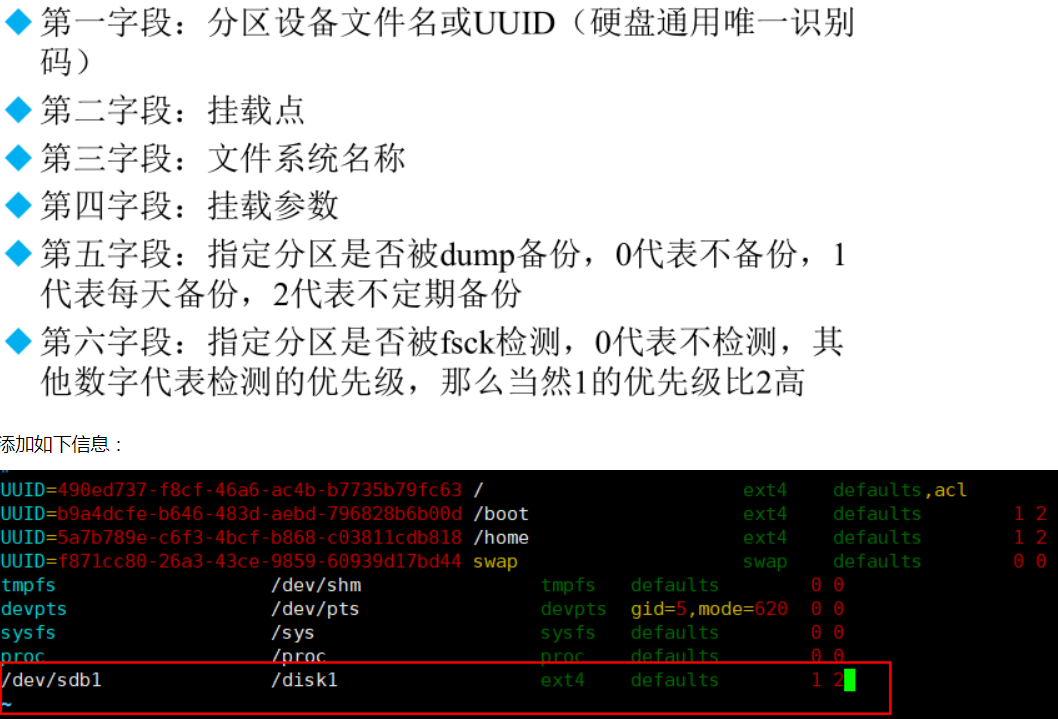 第一字段：分区设备文件名或UUID（硬盘通用唯一识别
码）
第二字段：挂载点
第三字段：文件系统名称
第四字段：挂载参数
第五字段：指定分区是否被dump备份，0代表不备份，1
代表每天备份，2代表不定期备份
第六字段：指定分区是否被fsck检测，0代表不检测，其
他数字代表检测的优先级，那么当然1的优先级比2高
添加如下信息：
UUID=490ed737-f8cf-46a6-ac4b-b7735b79fc63 / ext4 defaults,acl
UUID=b9a4dcfe-b646-483d-aebd-796828b6b00d /boot ext4 defaults 1 2
UUID=5a7b789e-c6f3-4bcf-b868-c03811cdb818 /home ext4 defaults 1 2
UUID=f871cc80-26a3-43ce-9859-60939d17bd44 swap swap defaults 0 0
tmpfs /dev/shm tmpfs defaults 0 0
devpts /dev/pts devpts gid=5,mode=620 0 0
sysfs /sys sysfs defaults 0 0
proc /proc proc defaults 0 0
/dev/sdb1 /disk1 ext4 defaults 1 2
~